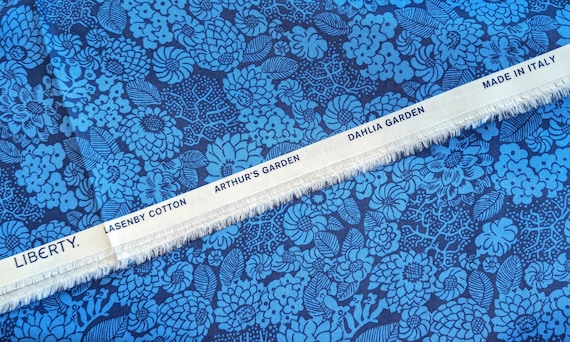 LIBERTY.
LASENBY COTTON
ARTHUR'S GARDEN
DAHLIA GARDEN
MADE IN ITALY